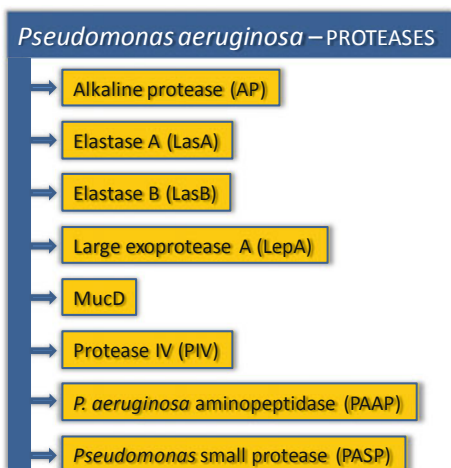 Pseudomonas aeruginosa – PROTEASES
Alkaline protease (AP)
Elastase A (LasA)
Elastase B (LasB)
Large exoprotease A (LepA)
MucD
Protease IV (PIV)
P. aeruginosa aminopeptidase (PAAP)
Pseudomonas small protease (PASP)